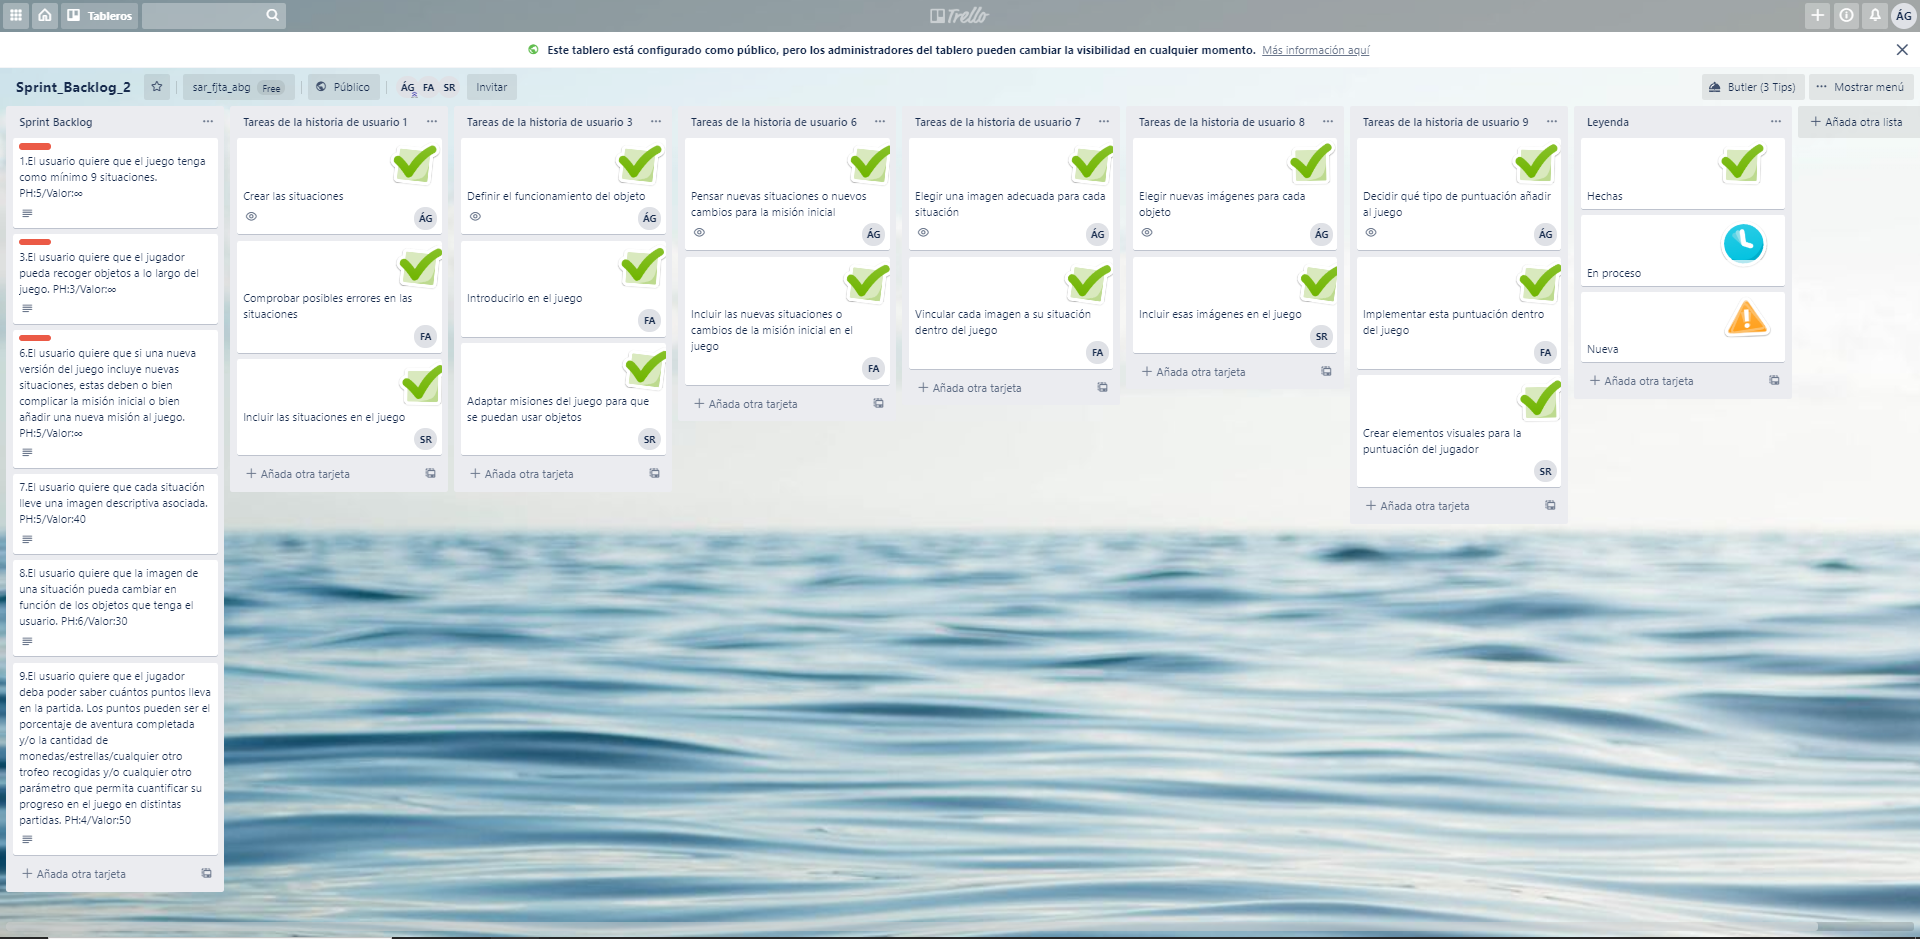 Tableros
Trello
ÁG
Este tablero está configurado como público, pero los administradores del tablero pueden cambiar la visibilidad en cualquier momento. Más información aquí
Sprint_Backlog_2
sar_fjta_abg Free
Público
ÁG FA SR
Invitar
Butler (3 Tips)
Mostrar menú
Sprint Backlog
1.El usuario quiere que el juego tenga
como mínimo 9 situaciones.
PH:5/Valor:∞
3.El usuario quiere que el jugador
pueda recoger objetos a lo largo del
juego. PH:3/Valor:∞
6.El usuario quiere que si una nueva
versión del juego incluye nuevas
situaciones, estas deben o bien
complicar la misión inicial o bien
añadir una nueva misión al juego.
PH:5/Valor:∞
7.El usuario quiere que cada situación
lleve una imagen descriptiva asociada.
PH:5/Valor:40
8.El usuario quiere que la imagen de
una situación pueda cambiar en
función de los objetos que tenga el
usuario. PH:6/Valor:30
9.El usuario quiere que el jugador
deba poder saber cuántos puntos lleva
en la partida. Los puntos pueden ser el
porcentaje de aventura completada
y/o la cantidad de
monedas/estrellas/cualquier otro
trofeo recogidas y/o cualquier otro
parámetro que permita cuantificar su
progreso en el juego en distintas
partidas. PH:4/Valor:50
+ Añada otra tarjeta
Tareas de la historia de usuario 1
Crear las situaciones
ÁG
Comprobar posibles errores en las
situaciones
FA
Incluir las situaciones en el juego
SR
+ Añada otra tarjeta
Tareas de la historia de usuario 3
Definir el funcionamiento del objeto
ÁG
Introducirlo en el juego
FA
Adaptar misiones del juego para que
se puedan usar objetos
SR
+ Añada otra tarjeta
Tareas de la historia de usuario 6
Pensar nuevas situaciones o nuevos
cambios para la misión inicial
ÁG
Incluir las nuevas situaciones o
cambios de la misión inicial en el
juego
FA
+ Añada otra tarjeta
Tareas de la historia de usuario 7
Elegir una imagen adecuada para cada
situación
ÁG
Vincular cada imagen a su situación
dentro del juego
FA
+ Añada otra tarjeta
Tareas de la historia de usuario 8
Elegir nuevas imágenes para cada
objeto
ÁG
Incluir esas imágenes en el juego
SR
+ Añada otra tarjeta
Tareas de la historia de usuario 9
Decidir qué tipo de puntuación añadir
al juego
ÁG
Implementar esta puntuación dentro
del juego
FA
Crear elementos visuales para la
puntuación del jugador
SR
+ Añada otra tarjeta
Leyenda
Hechas
En proceso
Nueva
+ Añada otra tarjeta
+ Añada otra lista